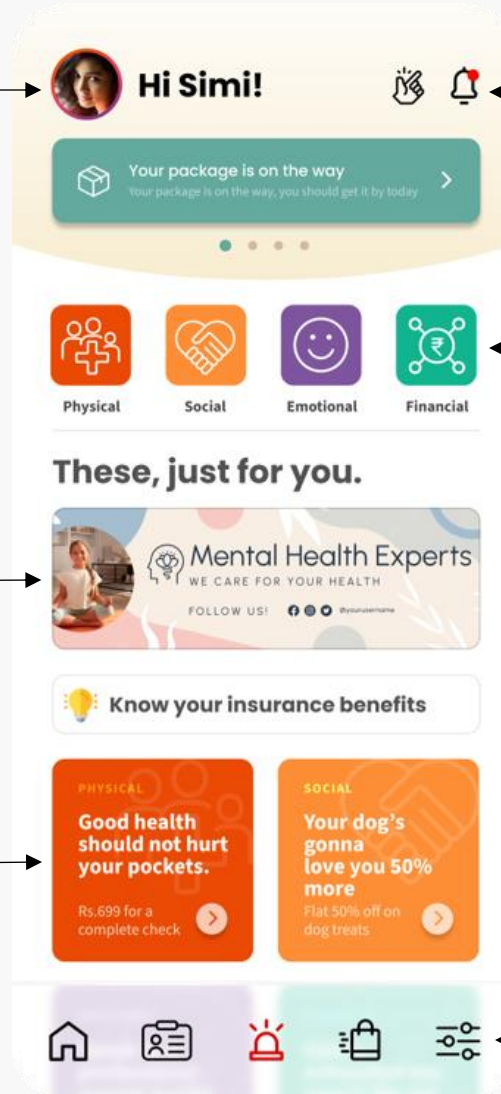 Hi Simi!
Your package is on the way
Your package is on the way, you should get it by today
Physical
Social
Emotional
Financial
These, just for you.
Mental Health Experts
WE CARE FOR YOUR HEALTH
FOLLOW US!
@yourusername
Know your insurance benefits
PHYSICAL
Good health
should not hurt
your pockets.
Rs.699 for a
complete check
SOCIAL
Your dog's
gonna
love you 50%
more
Flat 50% off on
dog treats